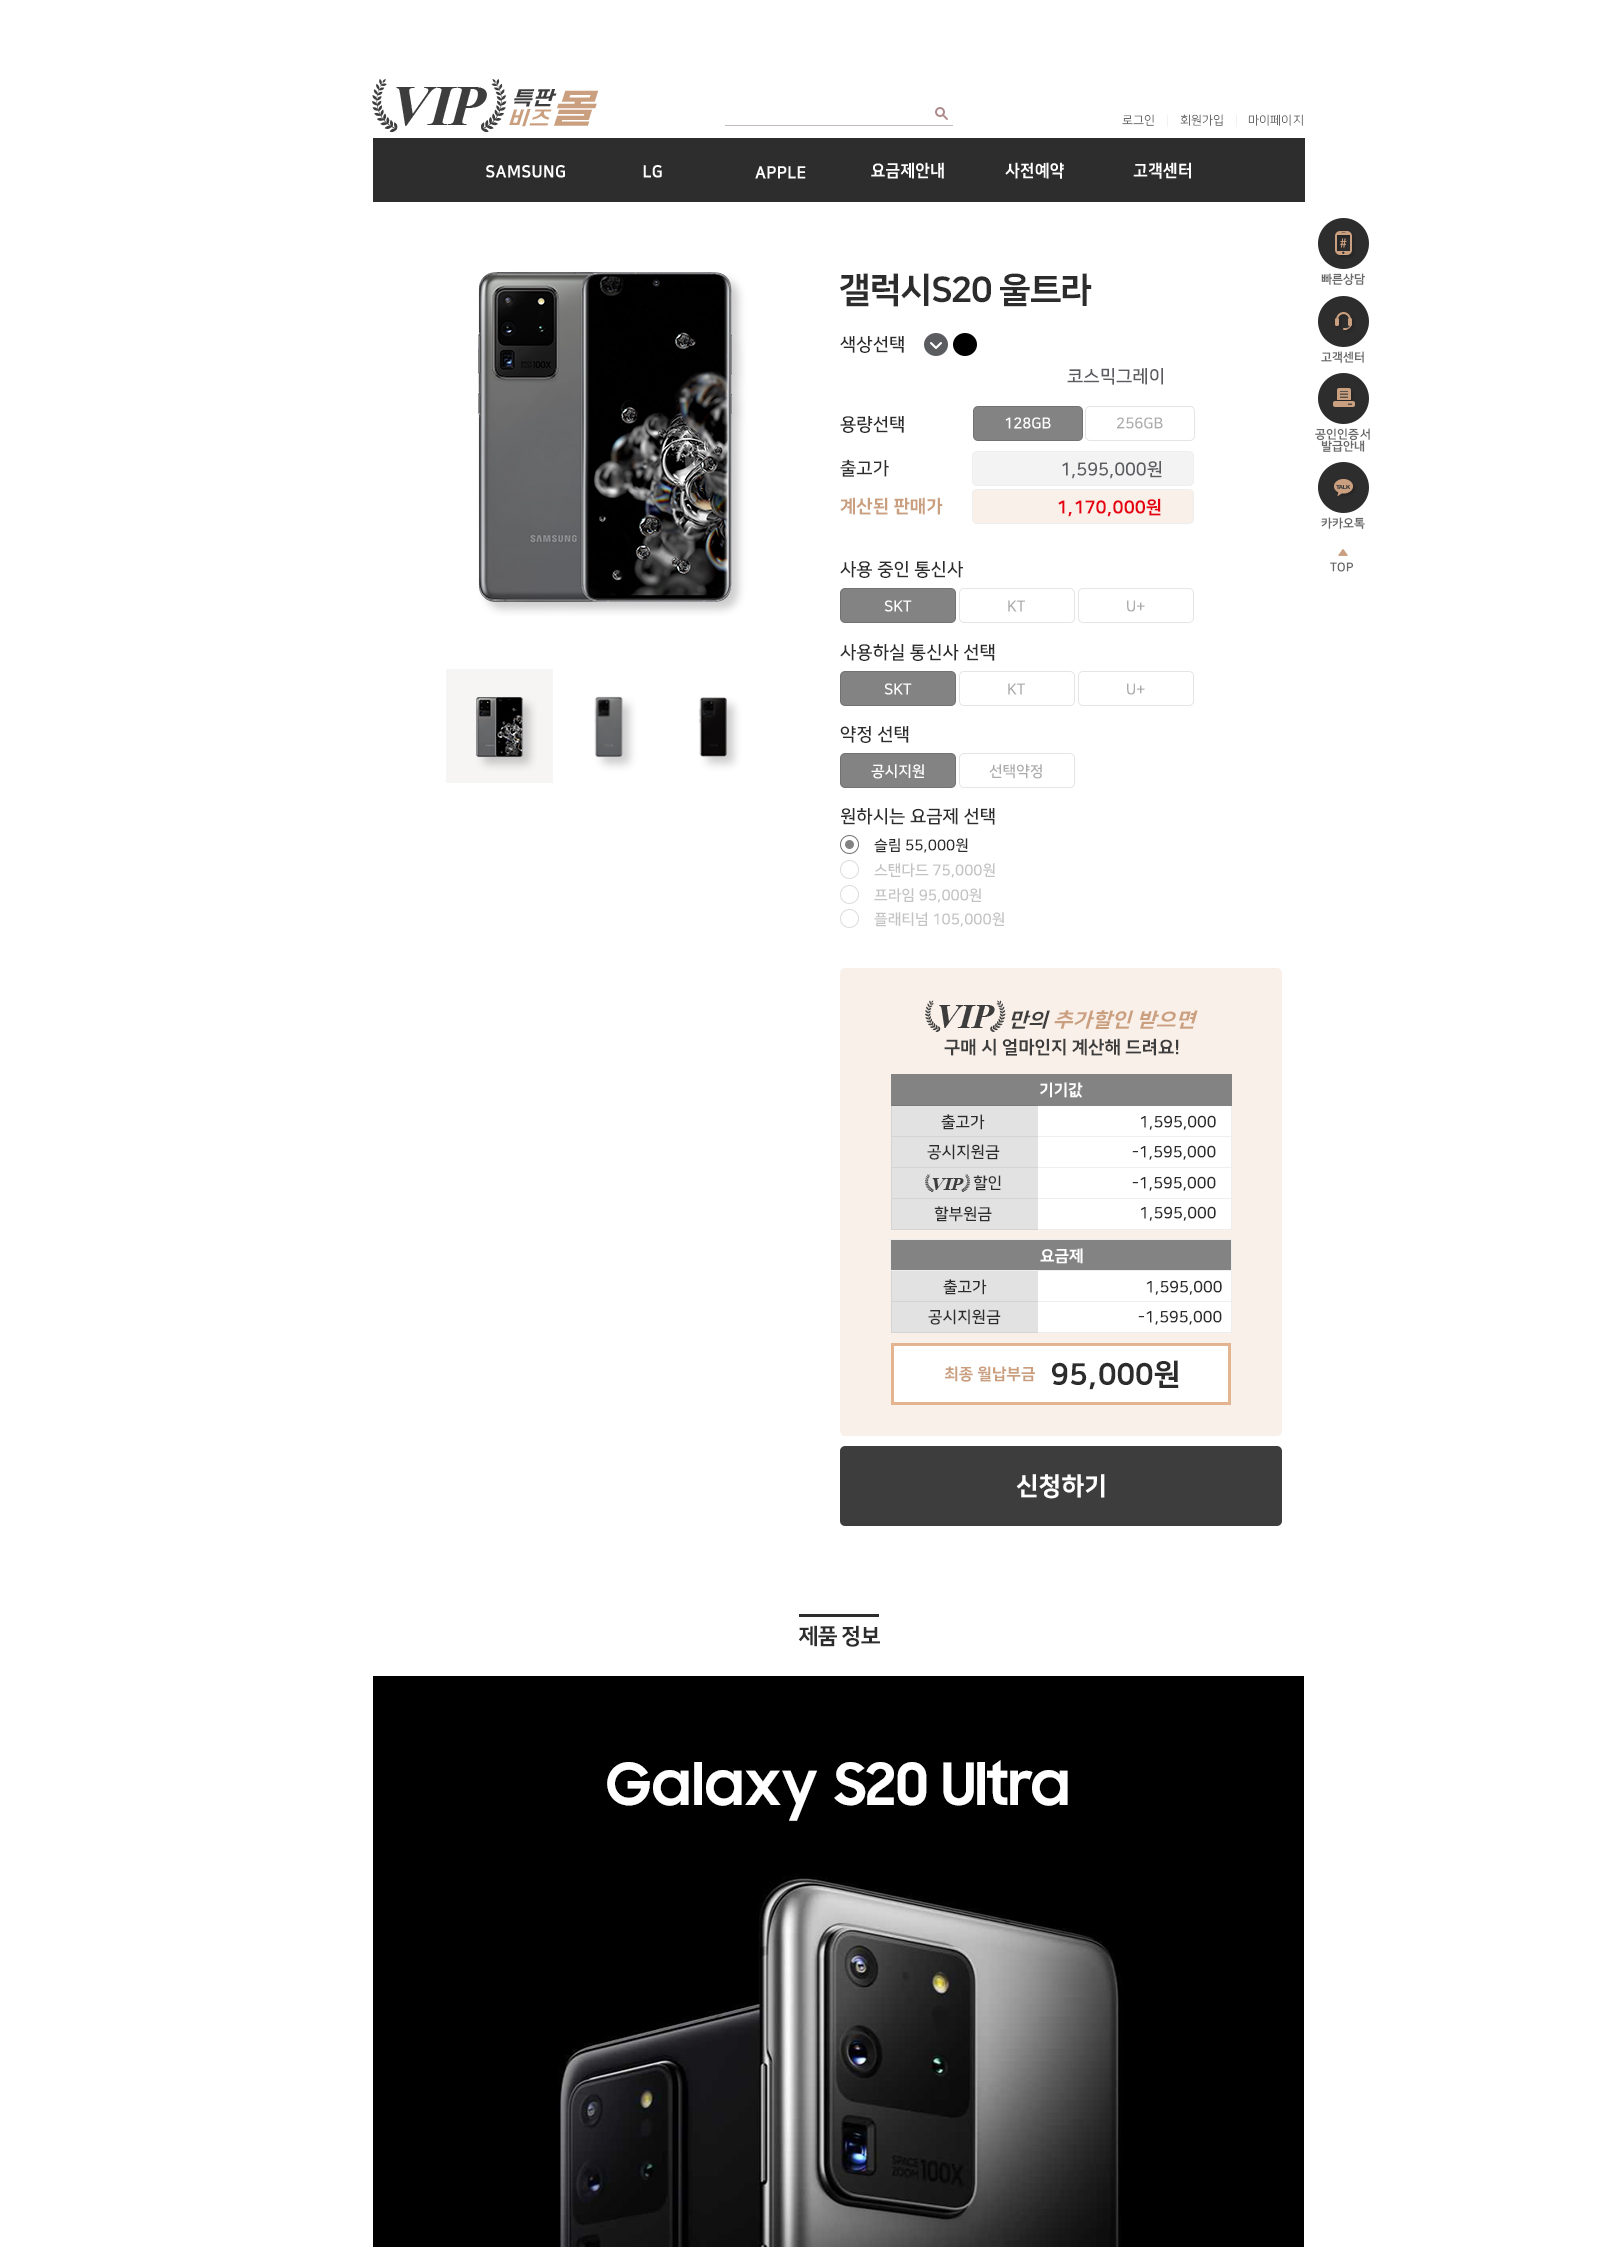 VIP 특판 비즈 몰
로그인 회원가입 마이페이지
SAMSUNG LG APPLE 요금제안내 사전예약 고객센터
#
빠른상담
고객센터
공인인증서
발급안내
TALK
카카오톡
TOP
SAMSUNG
100X
갤럭시S20 울트라
색상선택
코스믹그레이
용량선택 128GB 256GB
출고가 1,595,000원
계산된 판매가 1,170,000원
사용 중인 통신사
SKT KT U+
사용하실 통신사 선택
SKT KT U+
약정 선택
공시지원 선택약정
원하시는 요금제 선택
슬림 55,000원
스탠다드 75,000원
프라임 95,000원
플래티넘 105,000원
VIP 만의 추가할인 받으면
구매 시 얼마인지 계산해 드려요!
기기값
출고가 1,595,000
공시지원금 -1,595,000
VIP 할인 -1,595,000
할부원금 1,595,000
요금제
출고가 1,595,000
공시지원금 -1,595,000
최종 월납부금 95,000원
신청하기
제품 정보
Galaxy S20 Ultra
SPACE
ZOOM 100X